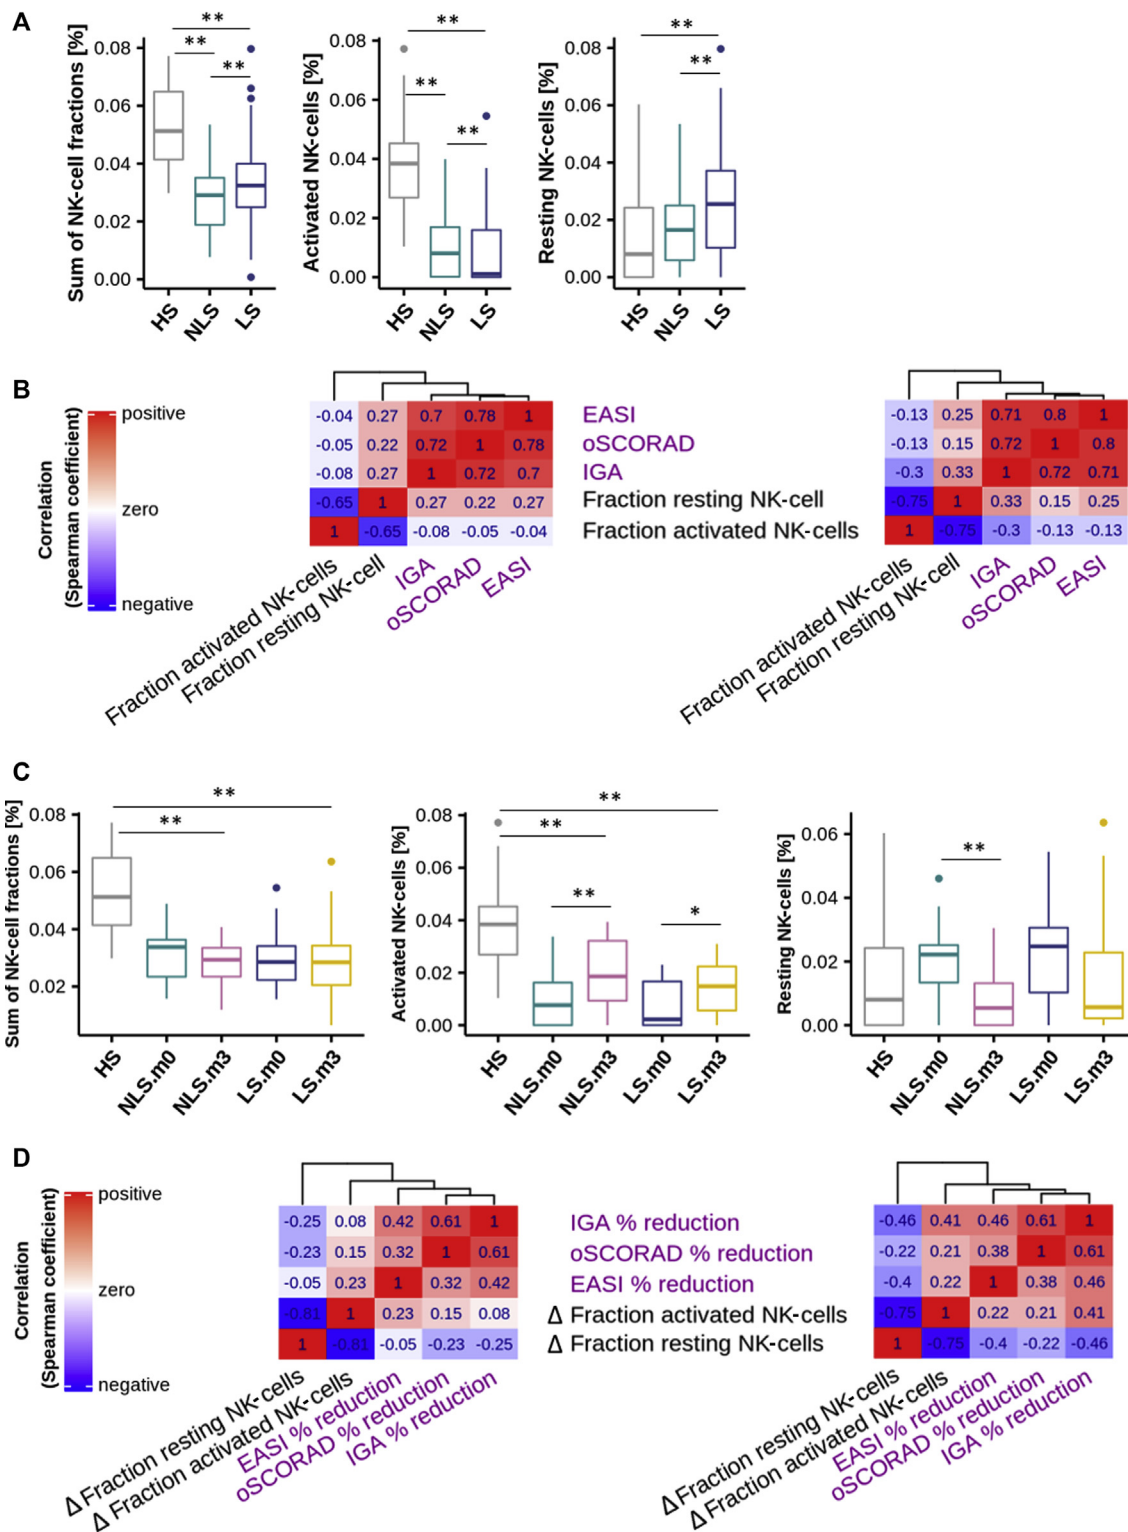 A
Sum of NK-cell fractions [%]
0.08
0.06
0.04
0.02
0.00
**
**
**
HS
NLS
LS
Activated NK-cells [%]
0.08
0.06
0.04
0.02
0.00
**
**
**
HS
NLS
LS
Resting NK-cells [%]
0.08
0.06
0.04
0.02
0.00
**
**
HS
NLS
LS
B
Correlation
(Spearman coefficient)
positive
zero
negative
-0.04 0.27 0.7 0.78 1
-0.05 0.22 0.72 1 0.78
-0.08 0.27 1 0.72 0.7
-0.65 1 0.27 0.22 0.27
1 -0.65 -0.08 -0.05 -0.04
Fraction activated NK-cells
Fraction resting NK-cell
IGA
oSCORAD
EASI
EASI
oSCORAD
IGA
Fraction resting NK-cell
Fraction activated NK-cells
-0.13 0.25 0.71 0.8 1
-0.13 0.15 0.72 1 0.8
-0.3 0.33 1 0.72 0.71
-0.75 1 0.33 0.15 0.25
1 -0.75 -0.3 -0.13 -0.13
Fraction activated NK-cells
Fraction resting NK-cell
IGA
oSCORAD
EASI
C
Sum of NK-cell fractions [%]
0.08
0.06
0.04
0.02
**
**
HS
NLS.m0
NLS.m3
LS.m0
LS.m3
Activated NK-cells [%]
0.08
0.06
0.04
0.02
0.00
**
**
**
*
HS
NLS.m0
NLS.m3
LS.m0
LS.m3
Resting NK-cells [%]
0.06
0.04
0.02
0.00
**
HS
NLS.m0
NLS.m3
LS.m0
LS.m3
D
Correlation
(Spearman coefficient)
positive
zero
negative
-0.25 0.08 0.42 0.61 1
-0.23 0.15 0.32 1 0.61
-0.05 0.23 1 0.32 0.42
-0.81 1 0.23 0.15 0.08
1 -0.81 -0.05 -0.23 -0.25
Δ Fraction resting NK-cells
Δ Fraction activated NK-cells
EASI % reduction
oSCORAD % reduction
IGA % reduction
IGA % reduction
oSCORAD % reduction
EASI % reduction
Δ Fraction activated NK-cells
Δ Fraction resting NK-cells
-0.46 0.41 0.46 0.61 1
-0.22 0.21 0.38 1 0.61
-0.4 0.22 1 0.38 0.46
-0.75 1 0.22 0.21 0.41
1 -0.75 -0.4 -0.22 -0.46
Δ Fraction resting NK-cells
Δ Fraction activated NK-cells
EASI % reduction
oSCORAD % reduction
IGA % reduction